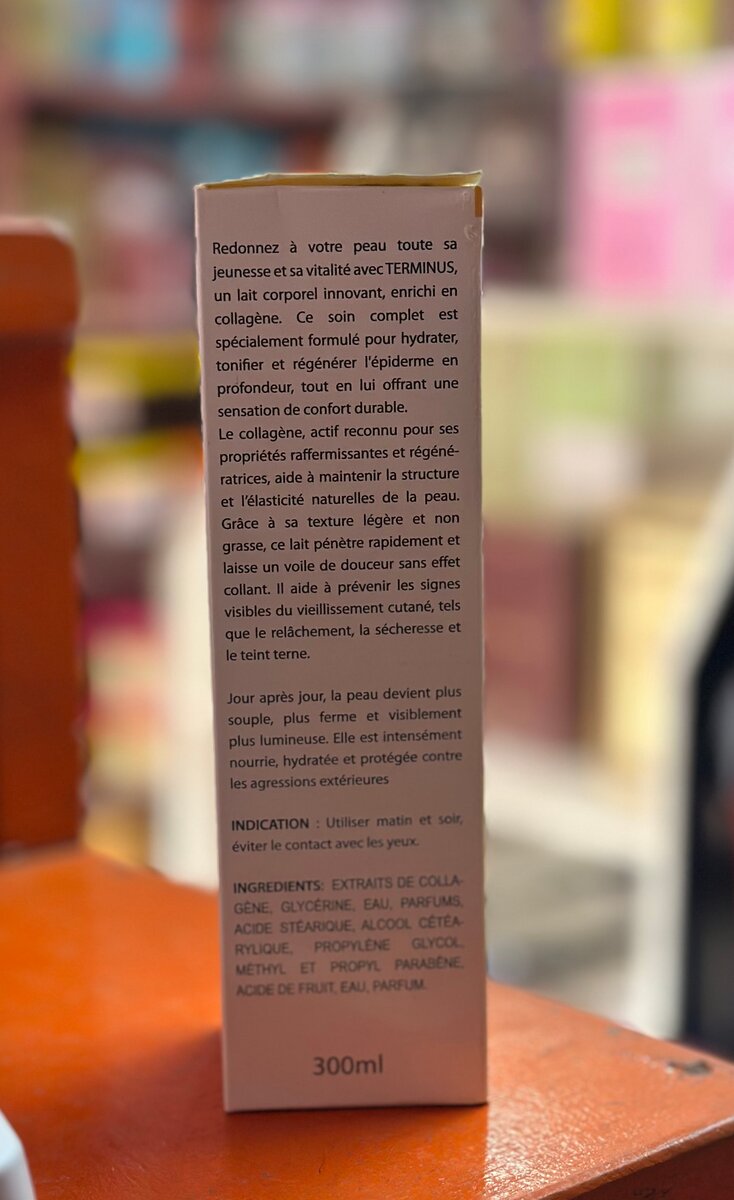 Redonnez à votre peau toute sa
jeunesse et sa vitalité avec TERMINUS,
un lait corporel innovant, enrichi en
collagène. Ce soin complet est
spécialement formulé pour hydrater,
tonifier et régénérer l'épiderme en
profondeur, tout en lui offrant une
sensation de confort durable.
Le collagène, actif reconnu pour ses
propriétés raffermissantes et régéné-
ratrices, aide à maintenir la structure
et l'élasticité naturelles de la peau.
Grâce à sa texture légère et non
grasse, ce lait pénètre rapidement et
laisse un voile de douceur sans effet
collant. Il aide à prévenir les signes
visibles du vieillissement cutané, tels
que le relâchement, la sécheresse et
le teint terne.
Jour après jour, la peau devient plus
souple, plus ferme et visiblement
plus lumineuse. Elle est intensément
nourrie, hydratée et protégée contre
les agressions extérieures
INDICATION : Utiliser matin et soir,
éviter le contact avec les yeux.
INGREDIENTS: EXTRAITS DE COLLA-
GÈNE, GLYCÉRINE, EAU, PARFUMS,
ACIDE STÉARIQUE, ALCOOL CÉTÉA-
RYLIQUE, PROPYLÈNE GLYCOL,
MÉTHYL ET PROPYL PARABÈNE,
ACIDE DE FRUIT, EAU, PARFUM.
300ml